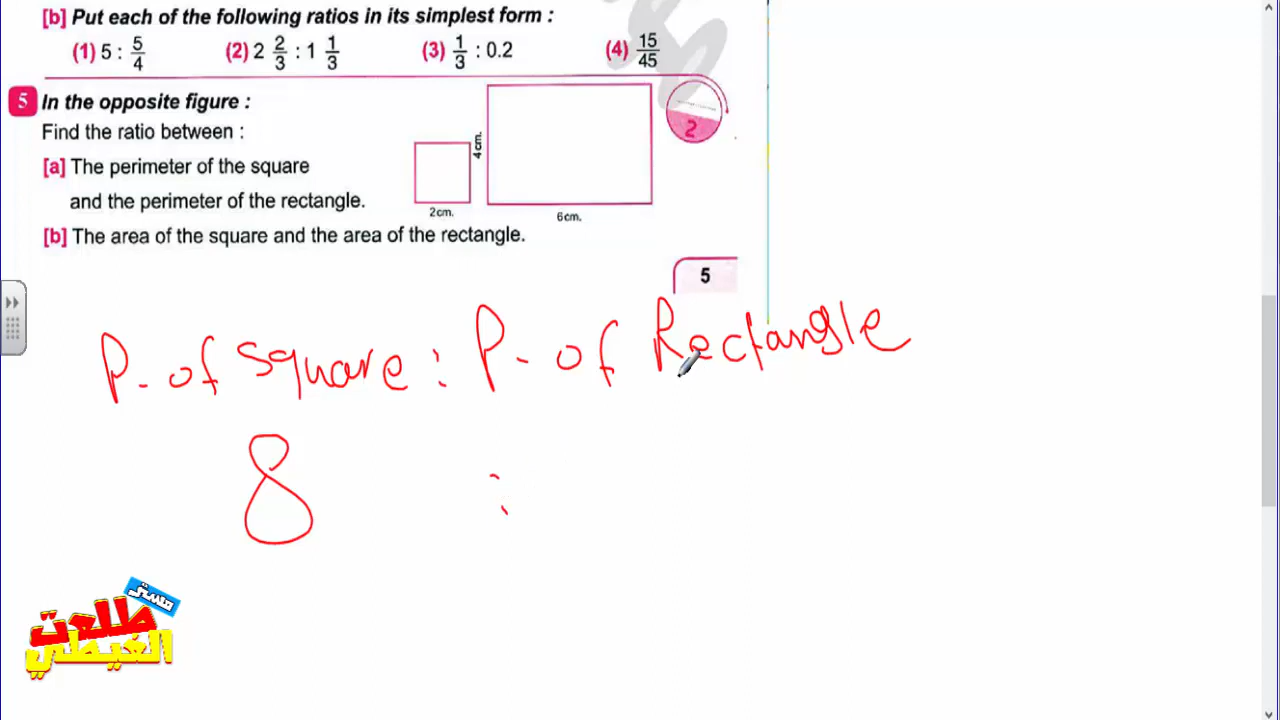 [b] Put each of the following ratios in its simplest form :
(1) 5 : 5/4 (2) 2 2/3 : 1 1/3 (3) 1/3 : 0.2 (4) 15/45
5 In the opposite figure :
Find the ratio between :
[a] The perimeter of the square
and the perimeter of the rectangle.
[b] The area of the square and the area of the rectangle.
2cm.
4cm.
6cm.
2
5
P. of square : P. of Rectangle
8 :
مستر
طلعت
الغيطي